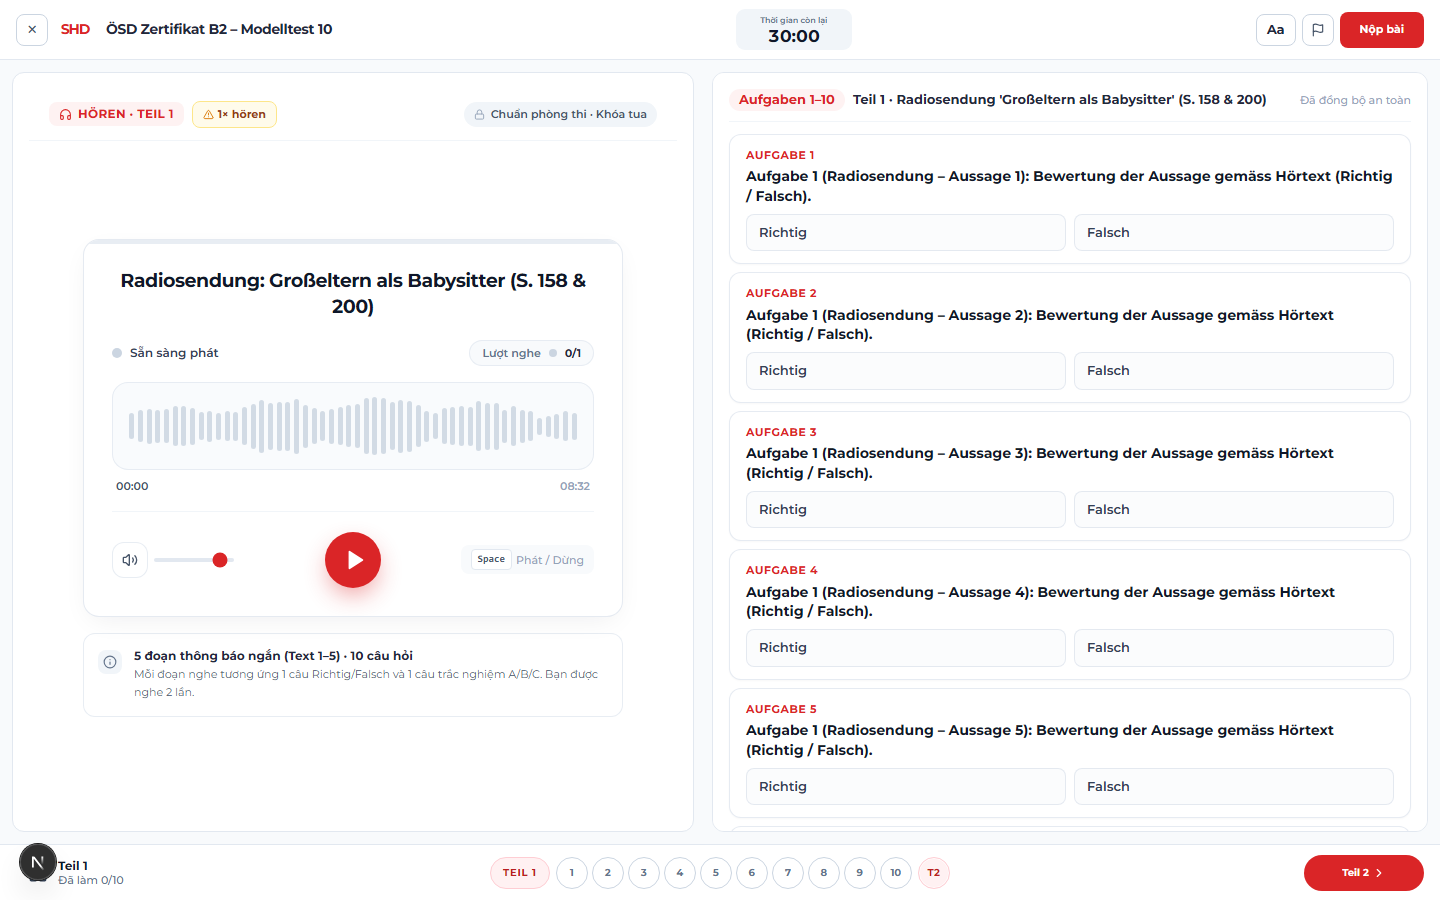 SHD ÖSD Zertifikat B2 – Modelltest 10
Thời gian còn lại
30:00
Aa
Nộp bài
HÖREN · TEIL 1
1× hören
Chuẩn phòng thi · Khóa tua
Radiosendung: Großeltern als Babysitter (S. 158 &
200)
Sẵn sàng phát
Lượt nghe 0/1
00:00
08:32
Space Phát / Dừng
5 đoạn thông báo ngắn (Text 1–5) · 10 câu hỏi
Mỗi đoạn nghe tương ứng 1 câu Richtig/Falsch và 1 câu trắc nghiệm A/B/C. Bạn được
nghe 2 lần.
Aufgaben 1–10 Teil 1 · Radiosendung 'Großeltern als Babysitter' (S. 158 & 200)
Đã đồng bộ an toàn
AUFGABE 1
Aufgabe 1 (Radiosendung – Aussage 1): Bewertung der Aussage gemäss Hörtext (Richtig
/ Falsch).
Richtig
Falsch
AUFGABE 2
Aufgabe 1 (Radiosendung – Aussage 2): Bewertung der Aussage gemäss Hörtext
(Richtig / Falsch).
Richtig
Falsch
AUFGABE 3
Aufgabe 1 (Radiosendung – Aussage 3): Bewertung der Aussage gemäss Hörtext
(Richtig / Falsch).
Richtig
Falsch
AUFGABE 4
Aufgabe 1 (Radiosendung – Aussage 4): Bewertung der Aussage gemäss Hörtext
(Richtig / Falsch).
Richtig
Falsch
AUFGABE 5
Aufgabe 1 (Radiosendung – Aussage 5): Bewertung der Aussage gemäss Hörtext
(Richtig / Falsch).
Richtig
Falsch
N
Teil 1
Đã làm 0/10
TEIL 1 1 2 3 4 5 6 7 8 9 10 T2
Teil 2